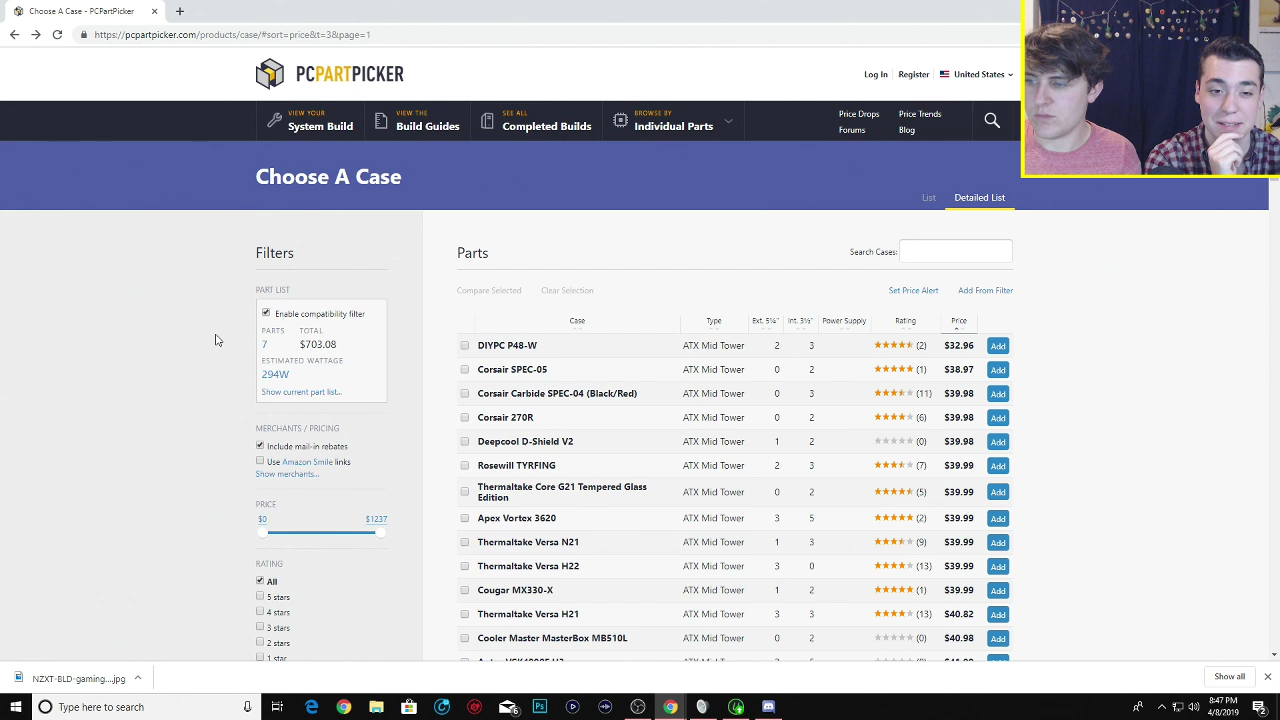 Choose A Case - PCPartPicker
https://pcpartpicker.com/products/case/#sort=price&t=3&page=1
PCPARTPICKER
Log In
Register
United States
VIEW YOUR
System Build
VIEW THE
Build Guides
SEE ALL
Completed Builds
BROWSE BY
Individual Parts
Price Drops
Price Trends
Forums
Blog
Choose A Case
List
Detailed List
Filters
PART LIST
Enable compatibility filter
PARTS TOTAL
7 $703.08
ESTIMATED WATTAGE
294W
Show current part list...
MERCHANTS / PRICING
Include mail-in rebates
Use Amazon Smile links
Show merchants...
PRICE
$0 $1237
RATING
All
5 stars
4 stars
3 stars
2 stars
1 star
Parts
Search Cases:
Compare Selected
Clear Selection
Set Price Alert
Add From Filter
Case Type Ext. 5¼" Int. 3½" Power Supply Rating Price
DIYPC P48-W ATX Mid Tower 2 3 (2) $32.96 Add
Corsair SPEC-05 ATX Mid Tower 0 2 (1) $38.97 Add
Corsair Carbide SPEC-04 (Black/Red) ATX Mid Tower 0 3 (11) $39.98 Add
Corsair 270R ATX Mid Tower 0 2 (6) $39.98 Add
Deepcool D-Shield V2 ATX Mid Tower 1 2 (0) $39.98 Add
Rosewill TYRFING ATX Mid Tower 2 3 (7) $39.99 Add
Thermaltake Core G21 Tempered Glass
Edition ATX Mid Tower 0 2 (5) $39.99 Add
Apex Vortex 3620 ATX Mid Tower 3 5 (2) $39.99 Add
Thermaltake Versa N21 ATX Mid Tower 1 3 (9) $39.99 Add
Thermaltake Versa H22 ATX Mid Tower 3 0 (13) $39.99 Add
Cougar MX330-X ATX Mid Tower 1 2 (1) $39.99 Add
Thermaltake Versa H21 ATX Mid Tower 3 3 (13) $40.82 Add
Cooler Master MasterBox MB510L ATX Mid Tower 0 2 (0) $40.98 Add
NZXT-BLD-gaming....jpg
Show all
Type here to search
8:47 PM
4/8/2019